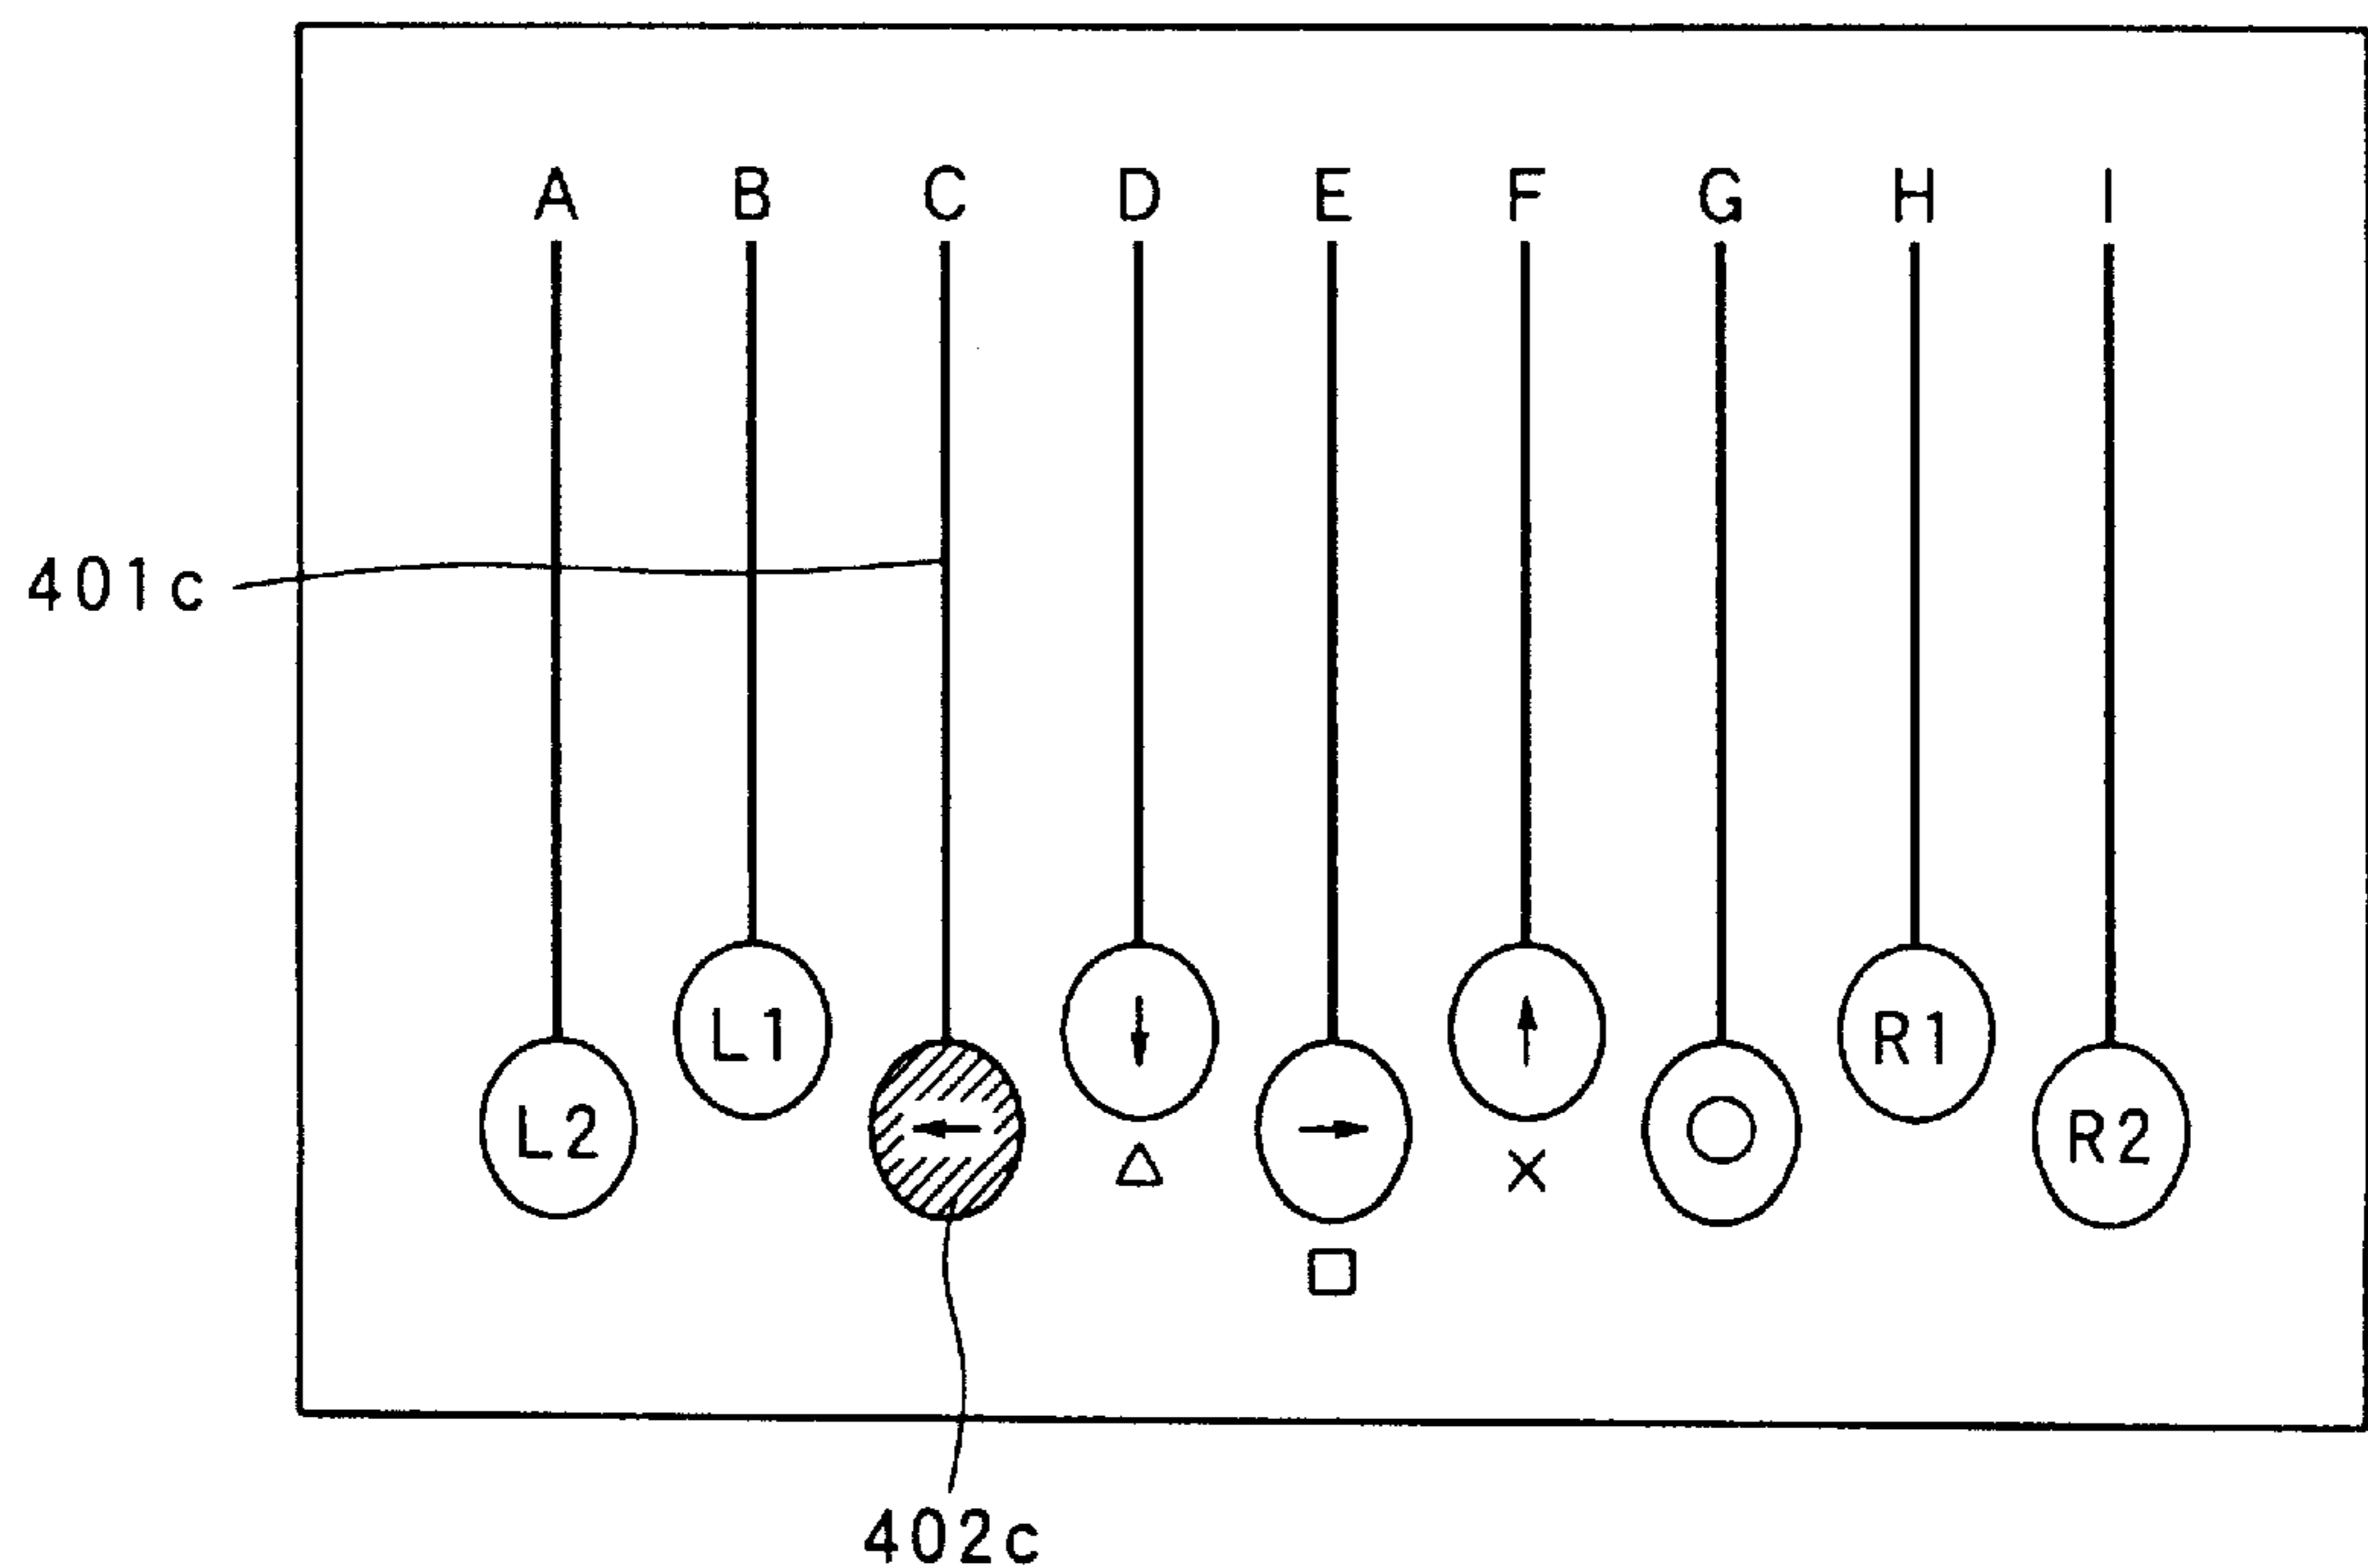 A B C D E F G H I
401c
L1 ↓ ↑ R1
L2 ← → ○ R2
△ ×
□
402c